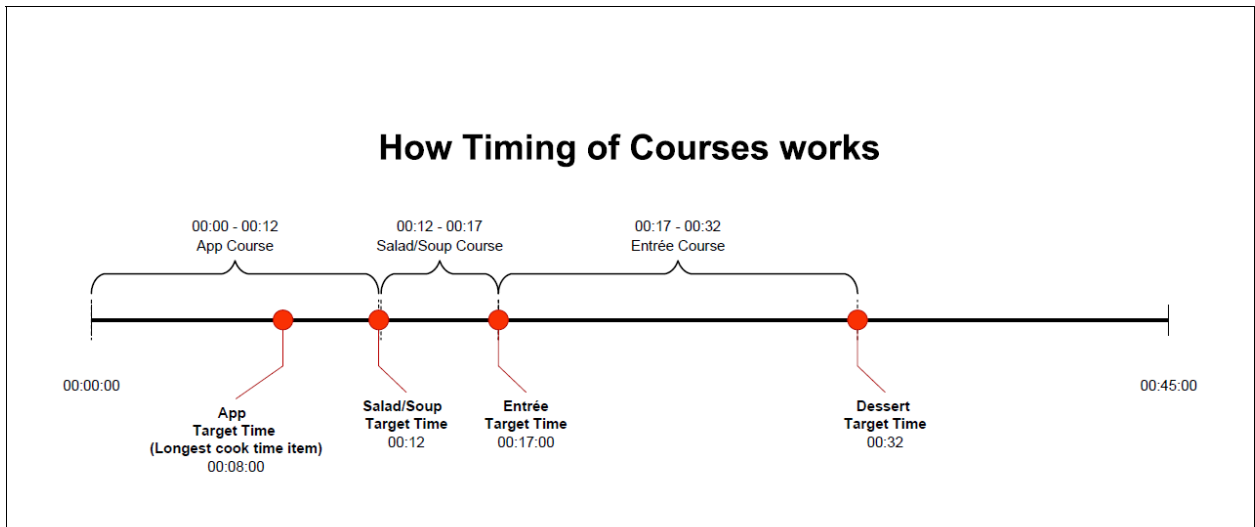 How Timing of Courses works
00:00 - 00:12
App Course
00:12 - 00:17
Salad/Soup Course
00:17 - 00:32
Entrée Course
00:00:00
00:45:00
App
Target Time
(Longest cook time item)
00:08:00
Salad/Soup
Target Time
00:12
Entrée
Target Time
00:17:00
Dessert
Target Time
00:32